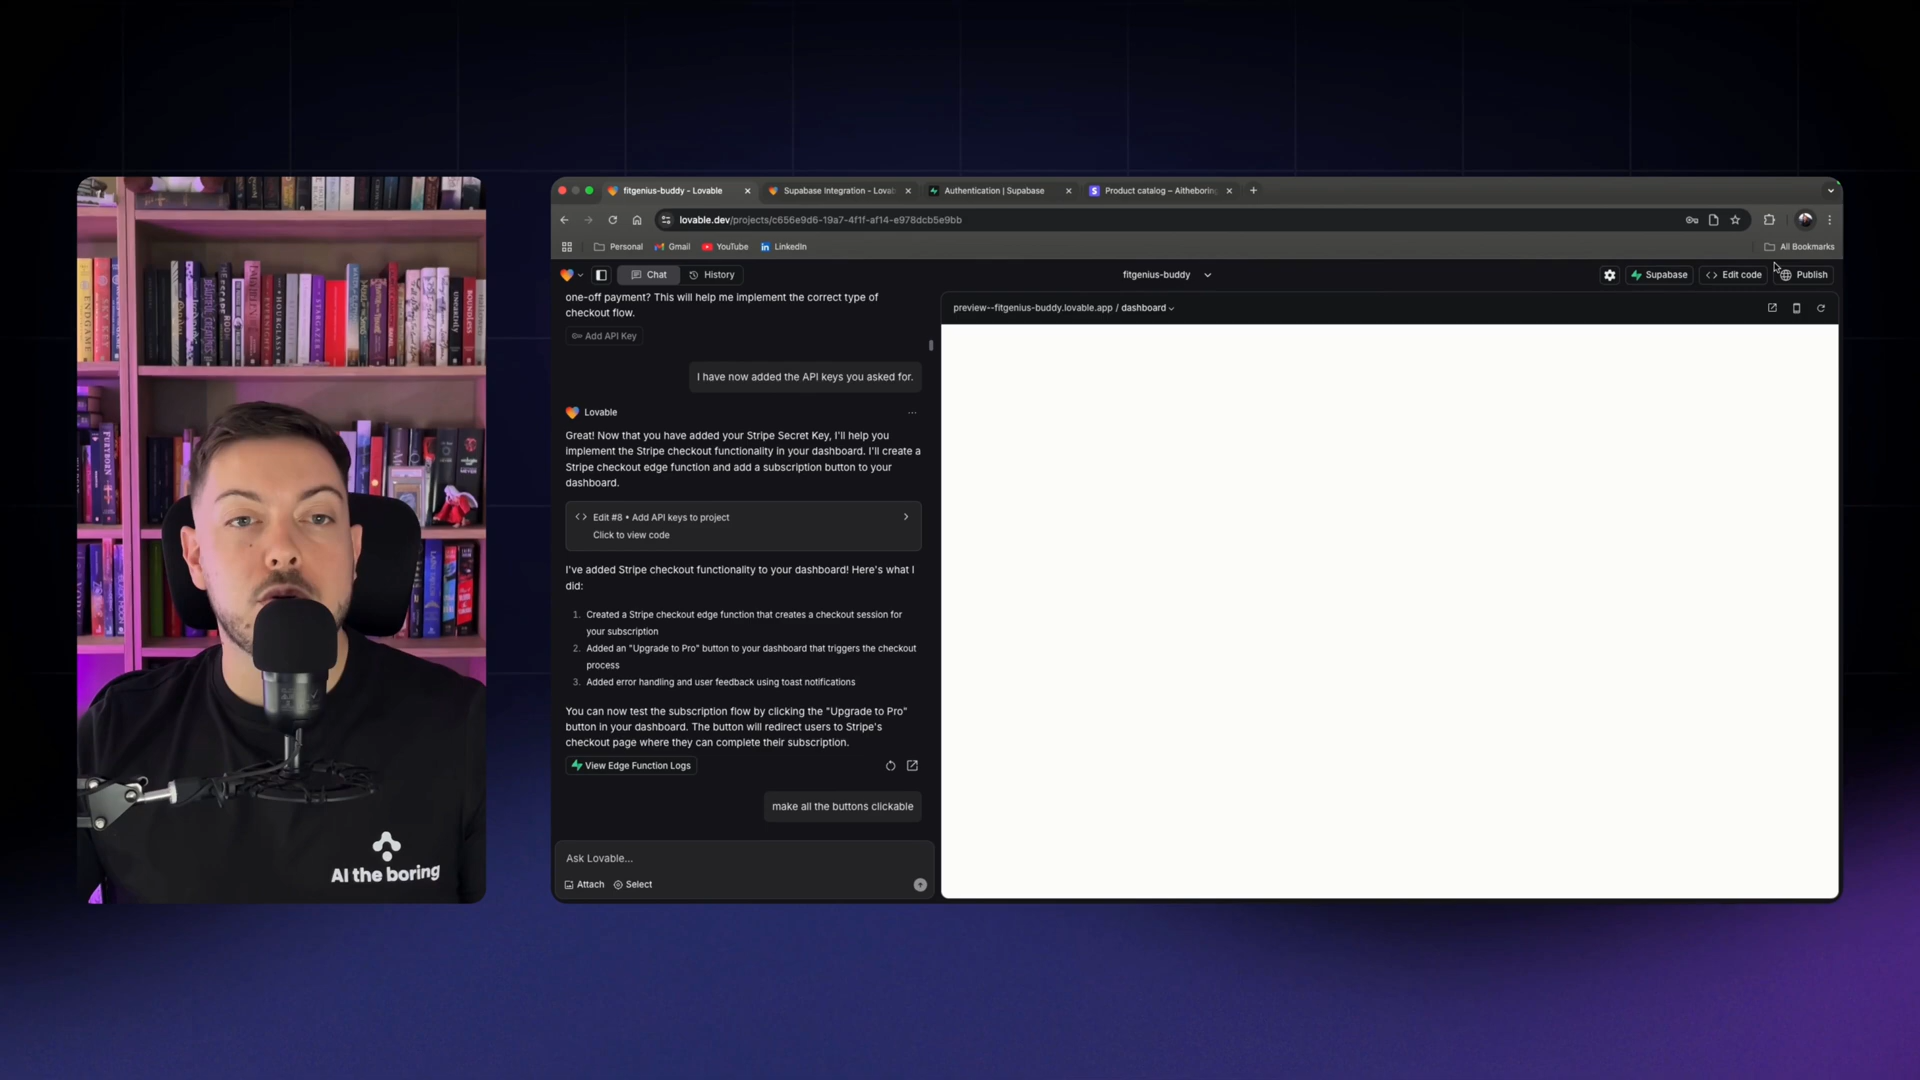 fitgenius-buddy - Lovable
Supabase Integration - Lovab
Authentication | Supabase
Product catalog – Aitheboring
lovable.dev/projects/c656e9d6-19a7-4f1f-af14-e978dcb5e9bb
Personal
Gmail
YouTube
LinkedIn
All Bookmarks
Chat
History
fitgenius-buddy
Supabase
Edit code
Publish
one-off payment? This will help me implement the correct type of
checkout flow.
Add API Key
preview--fitgenius-buddy.lovable.app / dashboard
I have now added the API keys you asked for.
Lovable
Great! Now that you have added your Stripe Secret Key, I'll help you
implement the Stripe checkout functionality in your dashboard. I'll create a
Stripe checkout edge function and add a subscription button to your
dashboard.
Edit #8 • Add API keys to project
Click to view code
I've added Stripe checkout functionality to your dashboard! Here's what I
did:
1. Created a Stripe checkout edge function that creates a checkout session for
your subscription
2. Added an "Upgrade to Pro" button to your dashboard that triggers the checkout
process
3. Added error handling and user feedback using toast notifications
You can now test the subscription flow by clicking the "Upgrade to Pro"
button in your dashboard. The button will redirect users to Stripe's
checkout page where they can complete their subscription.
View Edge Function Logs
make all the buttons clickable
Ask Lovable...
Attach
Select
AI the boring
ENDGAME
HOURGLASS
STARGAZER
BOUNDLESS